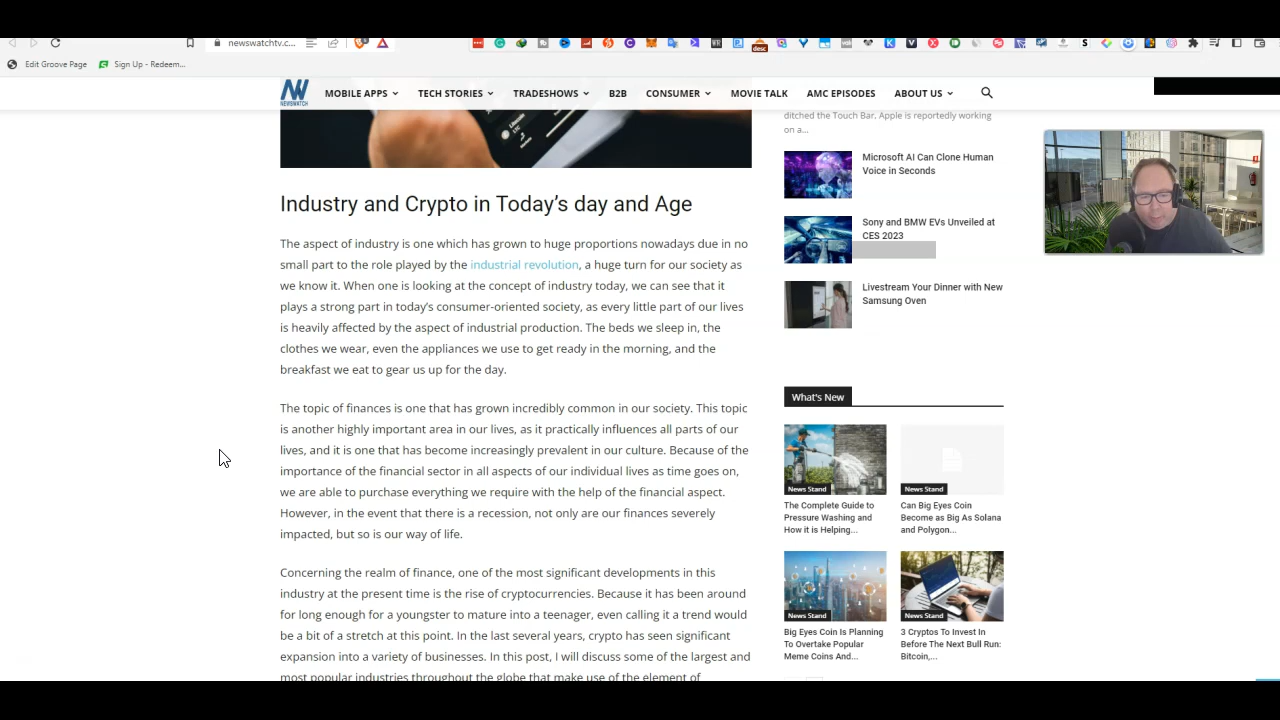 newswatchtv.c...
desc
Edit Groove Page
Sign Up - Redeem...
NW
NEWSWATCH
MOBILE APPS
TECH STORIES
TRADESHOWS
B2B
CONSUMER
MOVIE TALK
AMC EPISODES
ABOUT US
Industry and Crypto in Today's day and Age
The aspect of industry is one which has grown to huge proportions nowadays due in no
small part to the role played by the industrial revolution, a huge turn for our society as
we know it. When one is looking at the concept of industry today, we can see that it
plays a strong part in today's consumer-oriented society, as every little part of our lives
is heavily affected by the aspect of industrial production. The beds we sleep in, the
clothes we wear, even the appliances we use to get ready in the morning, and the
breakfast we eat to gear us up for the day.
The topic of finances is one that has grown incredibly common in our society. This topic
is another highly important area in our lives, as it practically influences all parts of our
lives, and it is one that has become increasingly prevalent in our culture. Because of the
importance of the financial sector in all aspects of our individual lives as time goes on,
we are able to purchase everything we require with the help of the financial aspect.
However, in the event that there is a recession, not only are our finances severely
impacted, but so is our way of life.
Concerning the realm of finance, one of the most significant developments in this
industry at the present time is the rise of cryptocurrencies. Because it has been around
for long enough for a youngster to mature into a teenager, even calling it a trend would
be a bit of a stretch at this point. In the last several years, crypto has seen significant
expansion into a variety of businesses. In this post, I will discuss some of the largest and
most popular industries throughout the globe that make use of the element of
ditched the Touch Bar. Apple is reportedly working
on a...
Microsoft AI Can Clone Human
Voice in Seconds
Sony and BMW EVs Unveiled at
CES 2023
Livestream Your Dinner with New
Samsung Oven
What's New
News Stand
The Complete Guide to
Pressure Washing and
How it is Helping...
News Stand
Can Big Eyes Coin
Become as Big As Solana
and Polygon...
News Stand
Big Eyes Coin Is Planning
To Overtake Popular
Meme Coins And...
News Stand
3 Cryptos To Invest In
Before The Next Bull Run:
Bitcoin,...